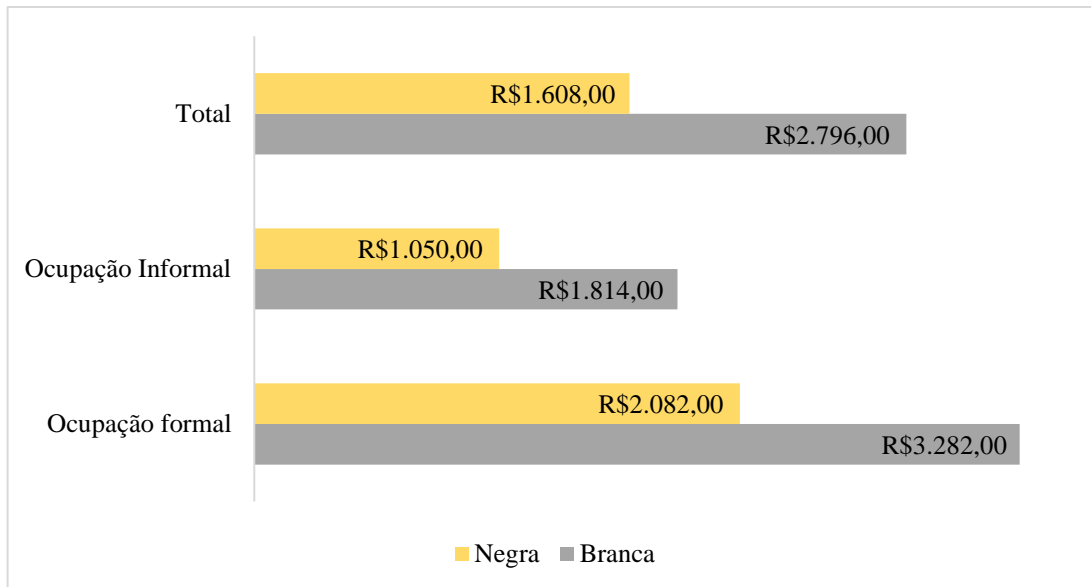 R$1.608,00
Total
R$2.796,00
R$1.050,00
Ocupação Informal
R$1.814,00
R$2.082,00
Ocupação formal
R$3.282,00
Negra Branca